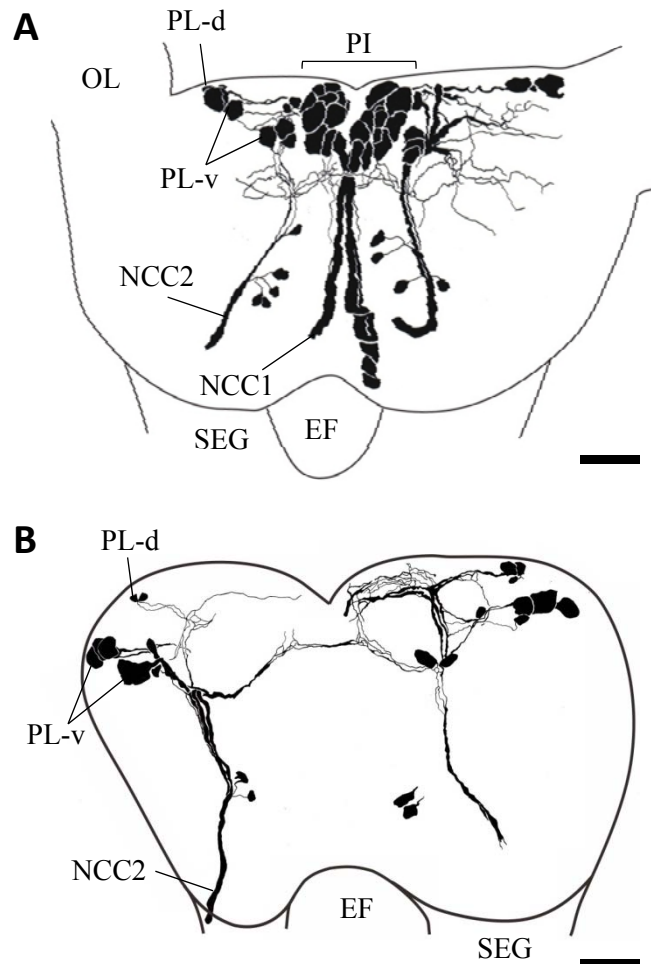 A
PL-d
PI
OL
PL-v
NCC2
NCC1
SEG
EF
B
PL-d
PL-v
NCC2
EF
SEG